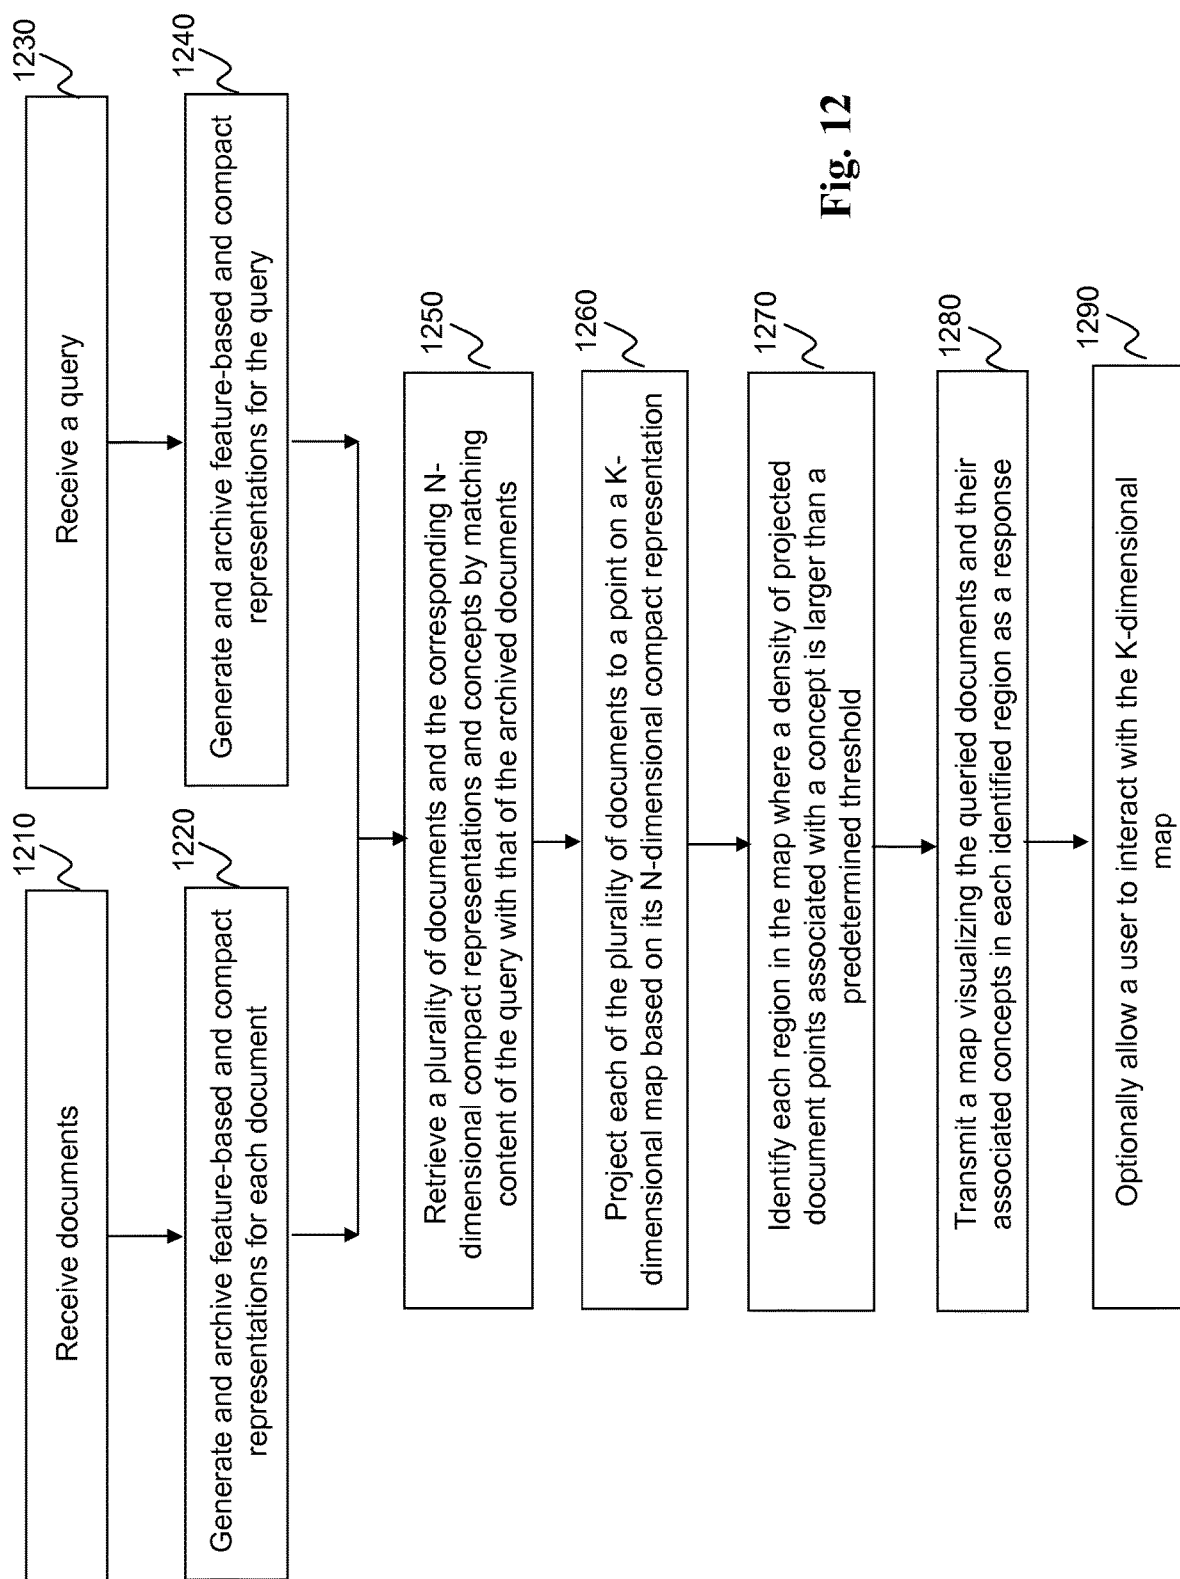 1210
Receive documents
1220
Generate and archive feature-based and compact
representations for each document
1230
Receive a query
1240
Generate and archive feature-based and compact
representations for the query
1250
Retrieve a plurality of documents and the corresponding N-
dimensional compact representations and concepts by matching
content of the query with that of the archived documents
1260
Project each of the plurality of documents to a point on a K-
dimensional map based on its N-dimensional compact representation
1270
Identify each region in the map where a density of projected
document points associated with a concept is larger than a
predetermined threshold
1280
Transmit a map visualizing the queried documents and their
associated concepts in each identified region as a response
1290
Optionally allow a user to interact with the K-dimensional
map
Fig. 12